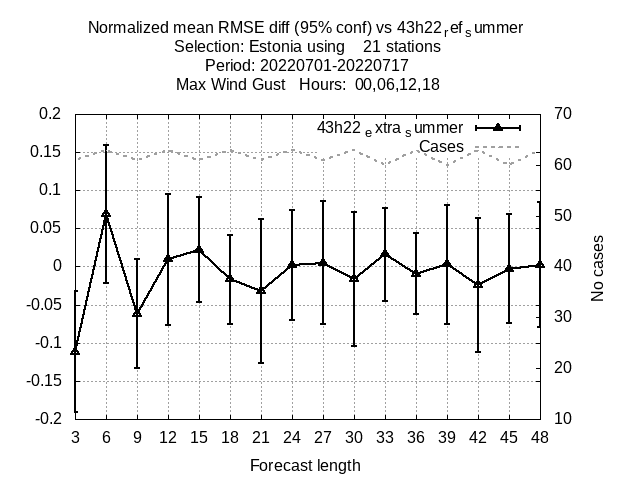 Normalized mean RMSE diff (95% conf) vs 43h22refsummer
Selection: Estonia using 21 stations
Period: 20220701-20220717
Max Wind Gust Hours: 00,06,12,18
43h22extrasummer
Cases
0.2
0.15
0.1
0.05
0
-0.05
-0.1
-0.15
-0.2
70
60
50
40
30
20
10
No cases
3 6 9 12 15 18 21 24 27 30 33 36 39 42 45 48
Forecast length